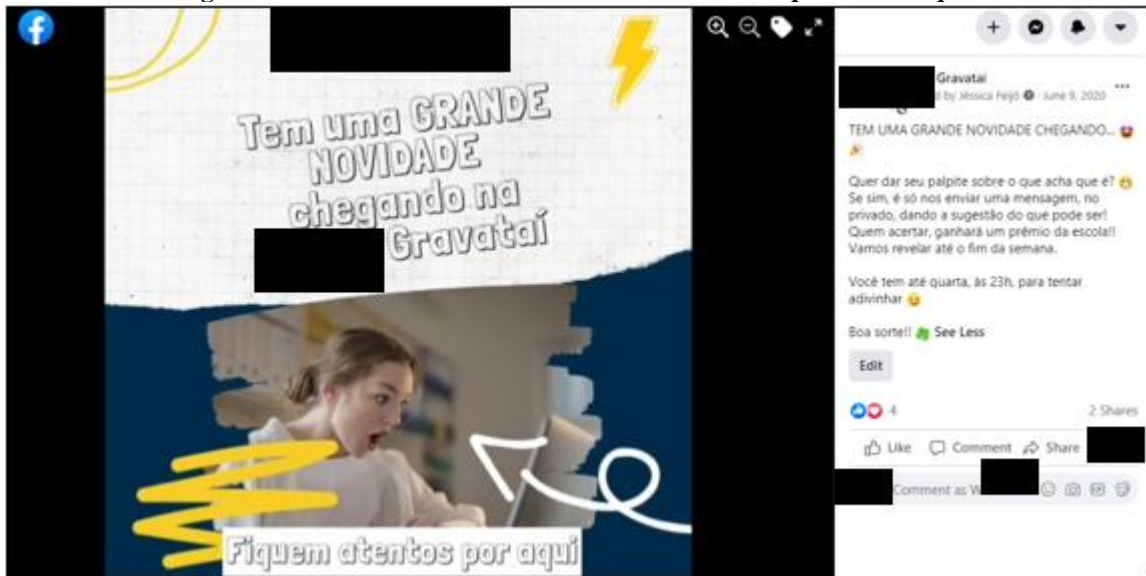 Tem uma GRANDE
NOVIDADE
chegando na
Gravataí
Fiquem atentos por aqui
Gravataí
d by Jéssica Feijó · June 9, 2020
TEM UMA GRANDE NOVIDADE CHEGANDO...
Quer dar seu palpite sobre o que acha que é?
Se sim, é só nos enviar uma mensagem, no
privado, dando a sugestão do que pode ser!
Quem acertar, ganhará um prêmio da escola!!
Vamos revelar até o fim da semana.
Você tem até quarta, às 23h, para tentar
adivinhar
Boa sorte!! See Less
Edit
4
2 Shares
Like Comment Share
Comment as W